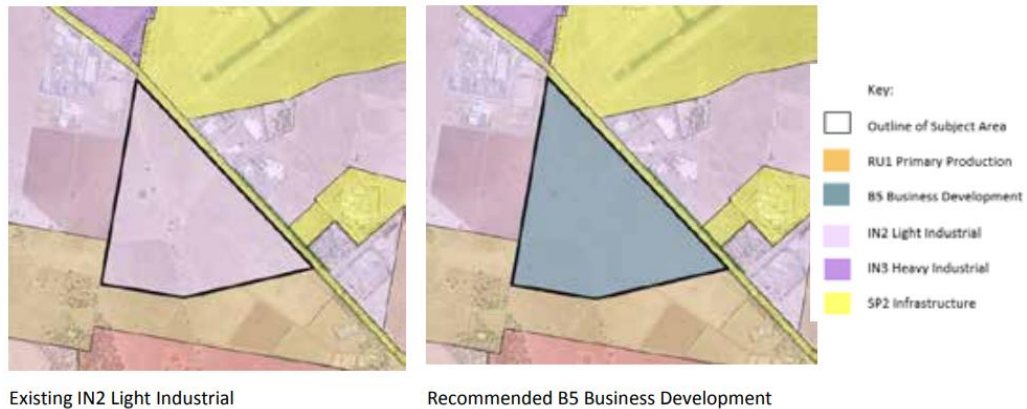 Key:
Outline of Subject Area
RU1 Primary Production
B5 Business Development
IN2 Light Industrial
IN3 Heavy Industrial
SP2 Infrastructure
Existing IN2 Light Industrial
Recommended B5 Business Development